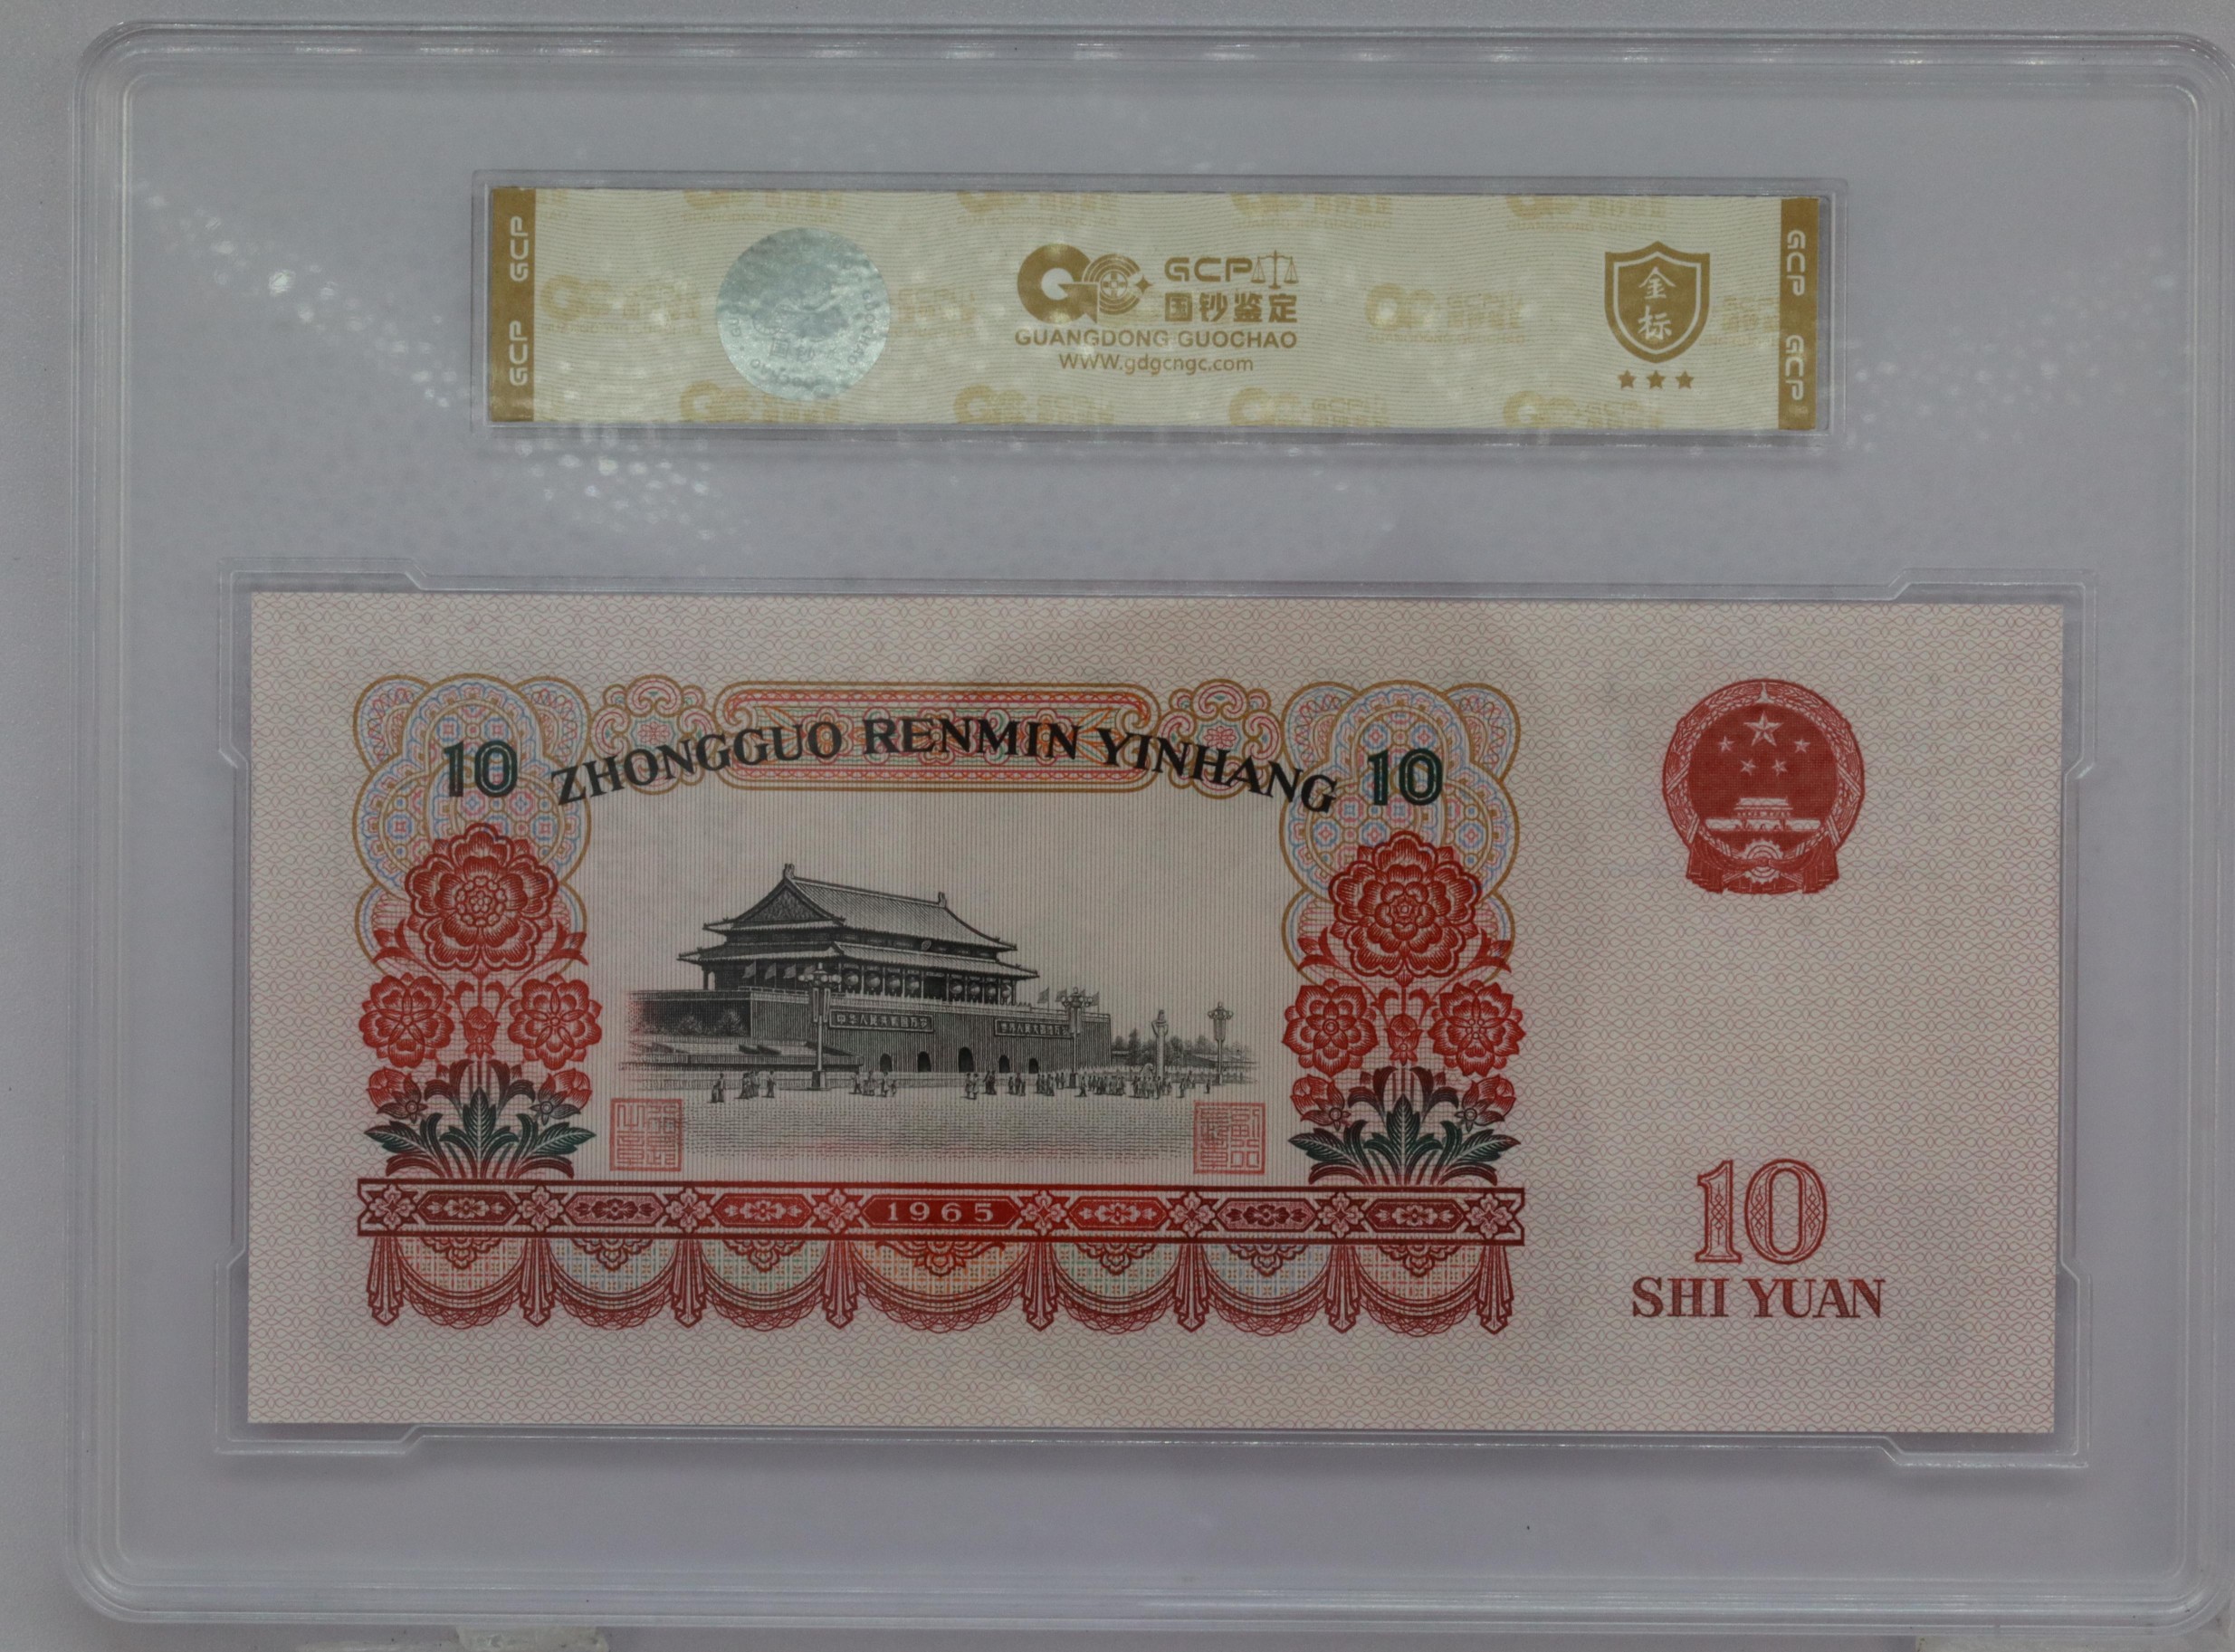 GCP GCP
GCP
国钞鉴定
GUANGDONG GUOCHAO
www.gdgcngc.com
金标
GCP GCP
10 ZHONGGUO RENMIN YINHANG 10
1965
10
SHI YUAN